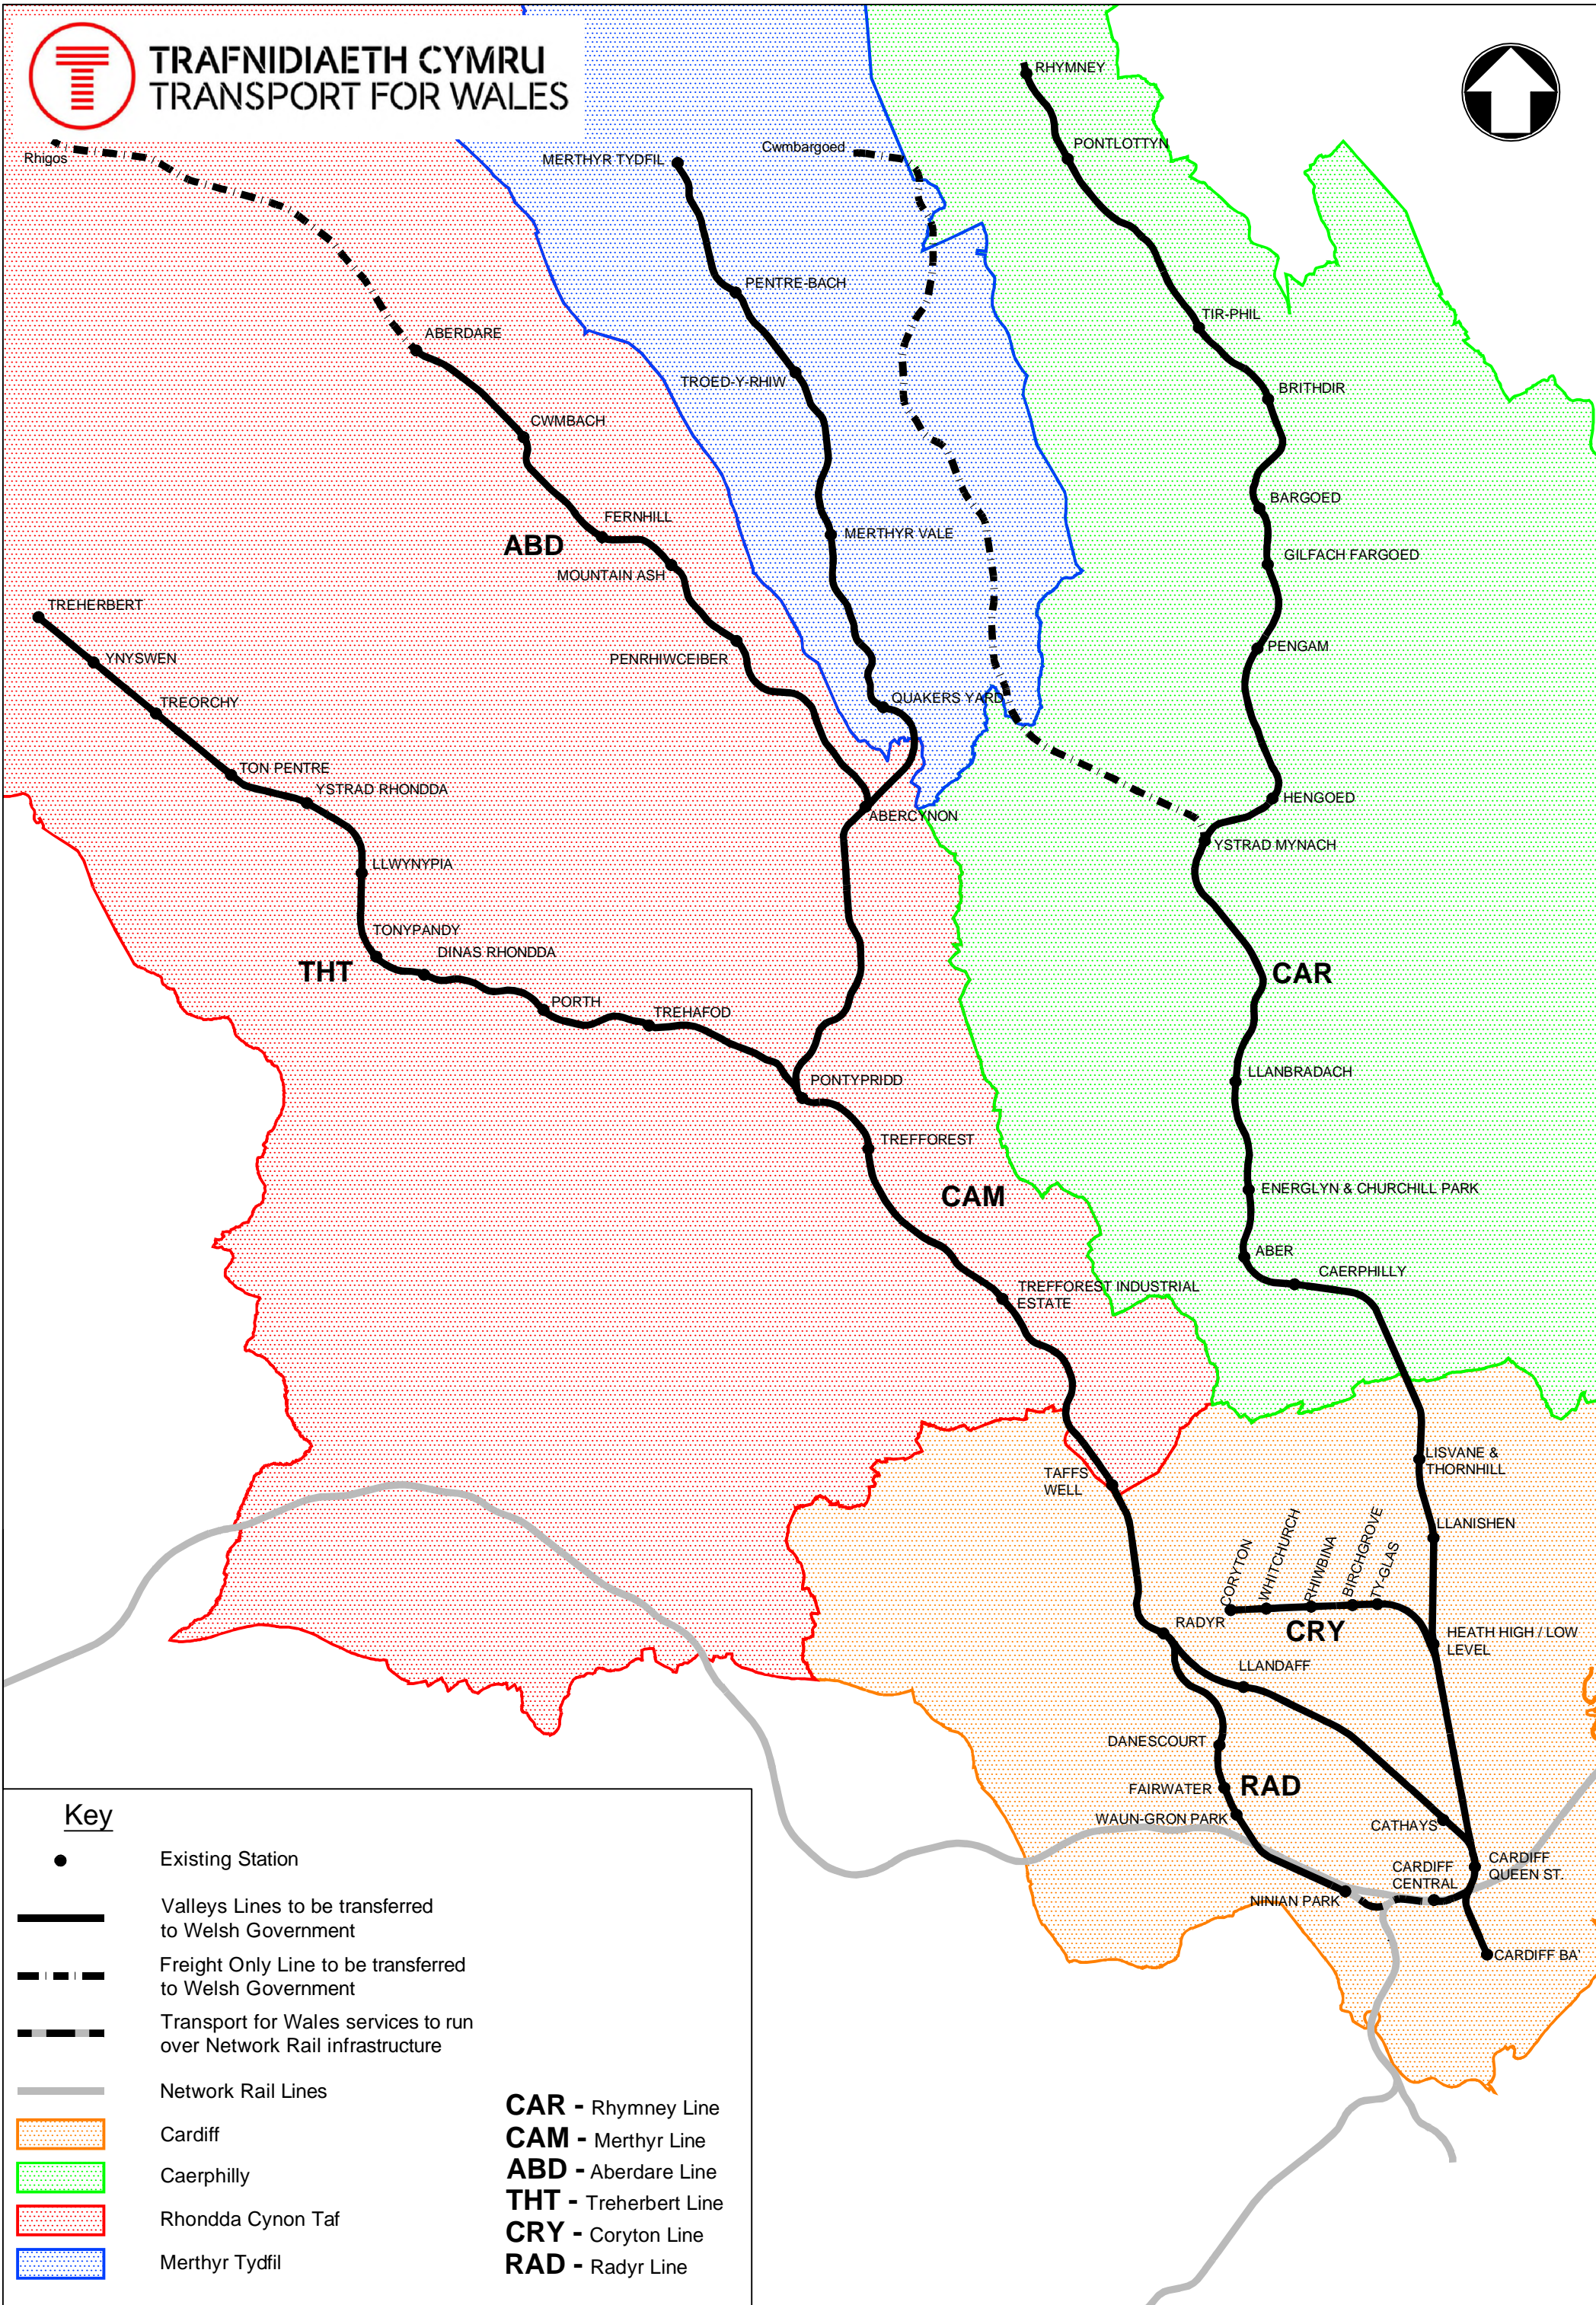 TRAFNIDIAETH CYMRU
TRANSPORT FOR WALES
RHYMNEY
PONTLOTTYN
Rhigos
Cwmbargoed
MERTHYR TYDFIL
PENTRE-BACH
TIR-PHIL
ABERDARE
TROED-Y-RHIW
BRITHDIR
CWMBACH
BARGOED
FERNHILL
ABD
MERTHYR VALE
GILFACH FARGOED
MOUNTAIN ASH
TREHERBERT
YNYSWEN
PENRHIWCEIBER
PENGAM
TREORCHY
QUAKERS YARD
TON PENTRE
YSTRAD RHONDDA
HENGOED
ABERCYNON
YSTRAD MYNACH
LLWYNYPIA
TONYPANDY
DINAS RHONDDA
THT
CAR
PORTH
TREHAFOD
LLANBRADACH
PONTYPRIDD
TREFFOREST
CAM
ENERGLYN & CHURCHILL PARK
ABER
CAERPHILLY
TREFFOREST INDUSTRIAL
ESTATE
TAFFS
WELL
LISVANE &
THORNHILL
LLANISHEN
CORYTON
WHITCHURCH
RHIWBINA
BIRCHGROVE
TY-GLAS
RADYR
CRY
HEATH HIGH / LOW
LEVEL
LLANDAFF
DANESCOURT
FAIRWATER
RAD
WAUN-GRON PARK
CATHAYS
CARDIFF
QUEEN ST.
CARDIFF
CENTRAL
NINIAN PARK
CARDIFF BA
Key
Existing Station
Valleys Lines to be transferred
to Welsh Government
Freight Only Line to be transferred
to Welsh Government
Transport for Wales services to run
over Network Rail infrastructure
Network Rail Lines
Cardiff
Caerphilly
Rhondda Cynon Taf
Merthyr Tydfil
CAR - Rhymney Line
CAM - Merthyr Line
ABD - Aberdare Line
THT - Treherbert Line
CRY - Coryton Line
RAD - Radyr Line